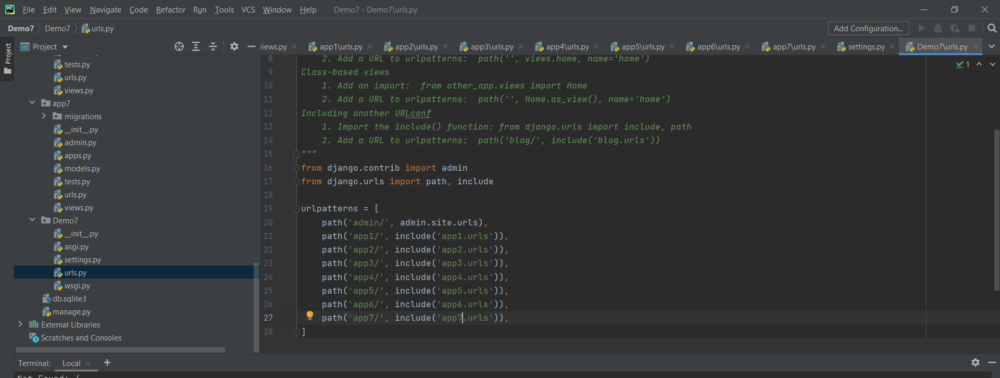 File Edit View Navigate Code Refactor Run Tools VCS Window Help Demo7 - Demo7\urls.py
Demo7 Demo7 urls.py Add Configuration...
Project
Project
views.py app1\urls.py app2\urls.py app3\urls.py app4\urls.py app5\urls.py app6\urls.py app7\urls.py settings.py Demo7\urls.py
tests.py
urls.py
views.py
app7
migrations
__init__.py
admin.py
apps.py
models.py
tests.py
urls.py
views.py
Demo7
__init__.py
asgi.py
settings.py
urls.py
wsgi.py
db.sqlite3
manage.py
External Libraries
Scratches and Consoles
8 2. Add a URL to urlpatterns:  path('', views.home, name='home')
1
9 Class-based views
10 1. Add an import:  from other_app.views import Home
11 2. Add a URL to urlpatterns:  path('', Home.as_view(), name='home')
12 Including another URLconf
13 1. Import the include() function: from django.urls import include, path
14 2. Add a URL to urlpatterns:  path('blog/', include('blog.urls'))
15 """
16 from django.contrib import admin
17 from django.urls import path, include
18
19 urlpatterns = [
20 path('admin/', admin.site.urls),
21 path('app1/', include('app1.urls')),
22 path('app2/', include('app2.urls')),
23 path('app3/', include('app3.urls')),
24 path('app4/', include('app4.urls')),
25 path('app5/', include('app5.urls')),
26 path('app6/', include('app6.urls')),
27 path('app7/', include('app7.urls')),
28 ]
Terminal: Local
Not Found: /